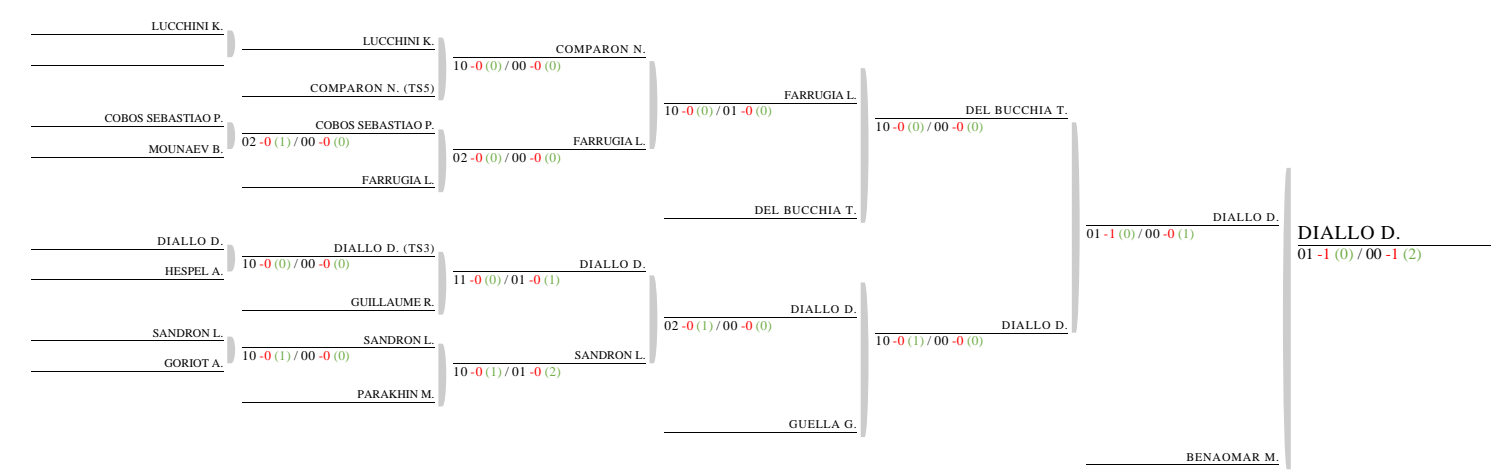 LUCCHINI K.
COBOS SEBASTIAO P.
MOUNAEV B.
DIALLO D.
HESPEL A.
SANDRON L.
GORIOT A.
LUCCHINI K.
COMPARON N. (TS5)
COBOS SEBASTIAO P.
02 -0 (1) / 00 -0 (0)
FARRUGIA L.
DIALLO D. (TS3)
10 -0 (0) / 00 -0 (0)
GUILLAUME R.
SANDRON L.
10 -0 (1) / 00 -0 (0)
PARAKHIN M.
COMPARON N.
10 -0 (0) / 00 -0 (0)
FARRUGIA L.
02 -0 (0) / 00 -0 (0)
DIALLO D.
11 -0 (0) / 01 -0 (1)
SANDRON L.
10 -0 (1) / 01 -0 (2)
FARRUGIA L.
10 -0 (0) / 01 -0 (0)
DEL BUCCHIA T.
DIALLO D.
02 -0 (1) / 00 -0 (0)
GUELLA G.
DEL BUCCHIA T.
10 -0 (0) / 00 -0 (0)
DIALLO D.
10 -0 (1) / 00 -0 (0)
DIALLO D.
01 -1 (0) / 00 -0 (1)
BENAOMAR M.
DIALLO D.
01 -1 (0) / 00 -1 (2)